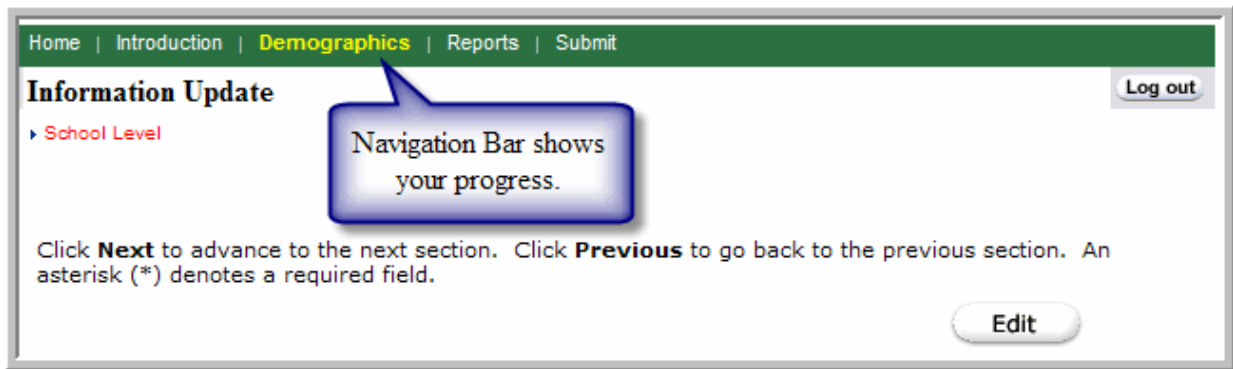 Home | Introduction | Demographics | Reports | Submit
Information Update
Log out
School Level
Navigation Bar shows
your progress.
Click Next to advance to the next section. Click Previous to go back to the previous section. An
asterisk (*) denotes a required field.
Edit